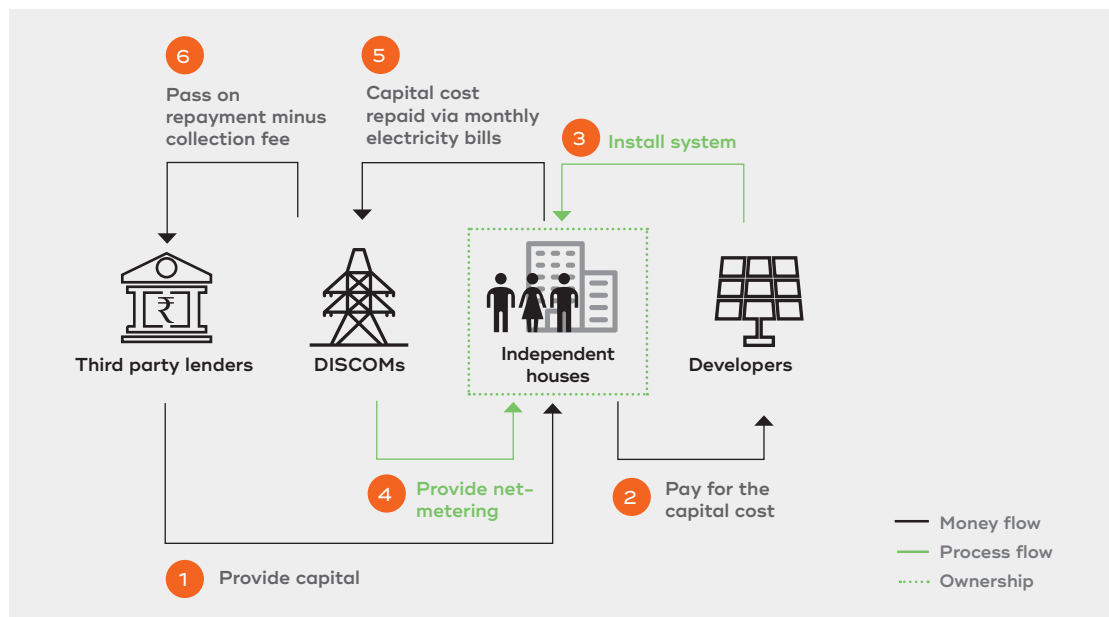 6
Pass on
repayment minus
collection fee
5
Capital cost
repaid via monthly
electricity bills
3
Install system
₹
Third party lenders
DISCOMs
Independent
houses
Developers
4
Provide net-
metering
2
Pay for the
capital cost
1
Provide capital
Money flow
Process flow
Ownership